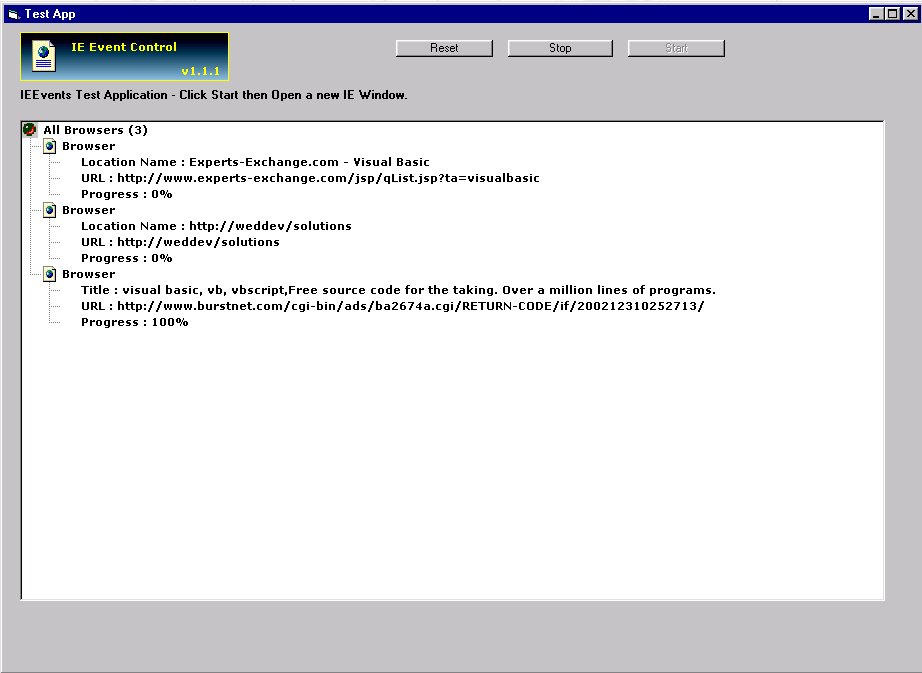 Test App
IE Event Control
v1.1.1
Reset
Stop
Start
IEEvents Test Application - Click Start then Open a new IE Window.
All Browsers (3)
Browser
Location Name : Experts-Exchange.com - Visual Basic
URL : http://www.experts-exchange.com/jsp/qList.jsp?ta=visualbasic
Progress : 0%
Browser
Location Name : http://weddev/solutions
URL : http://weddev/solutions
Progress : 0%
Browser
Title : visual basic, vb, vbscript,Free source code for the taking. Over a million lines of programs.
URL : http://www.burstnet.com/cgi-bin/ads/ba2674a.cgi/RETURN-CODE/if/200212310252713/
Progress : 100%